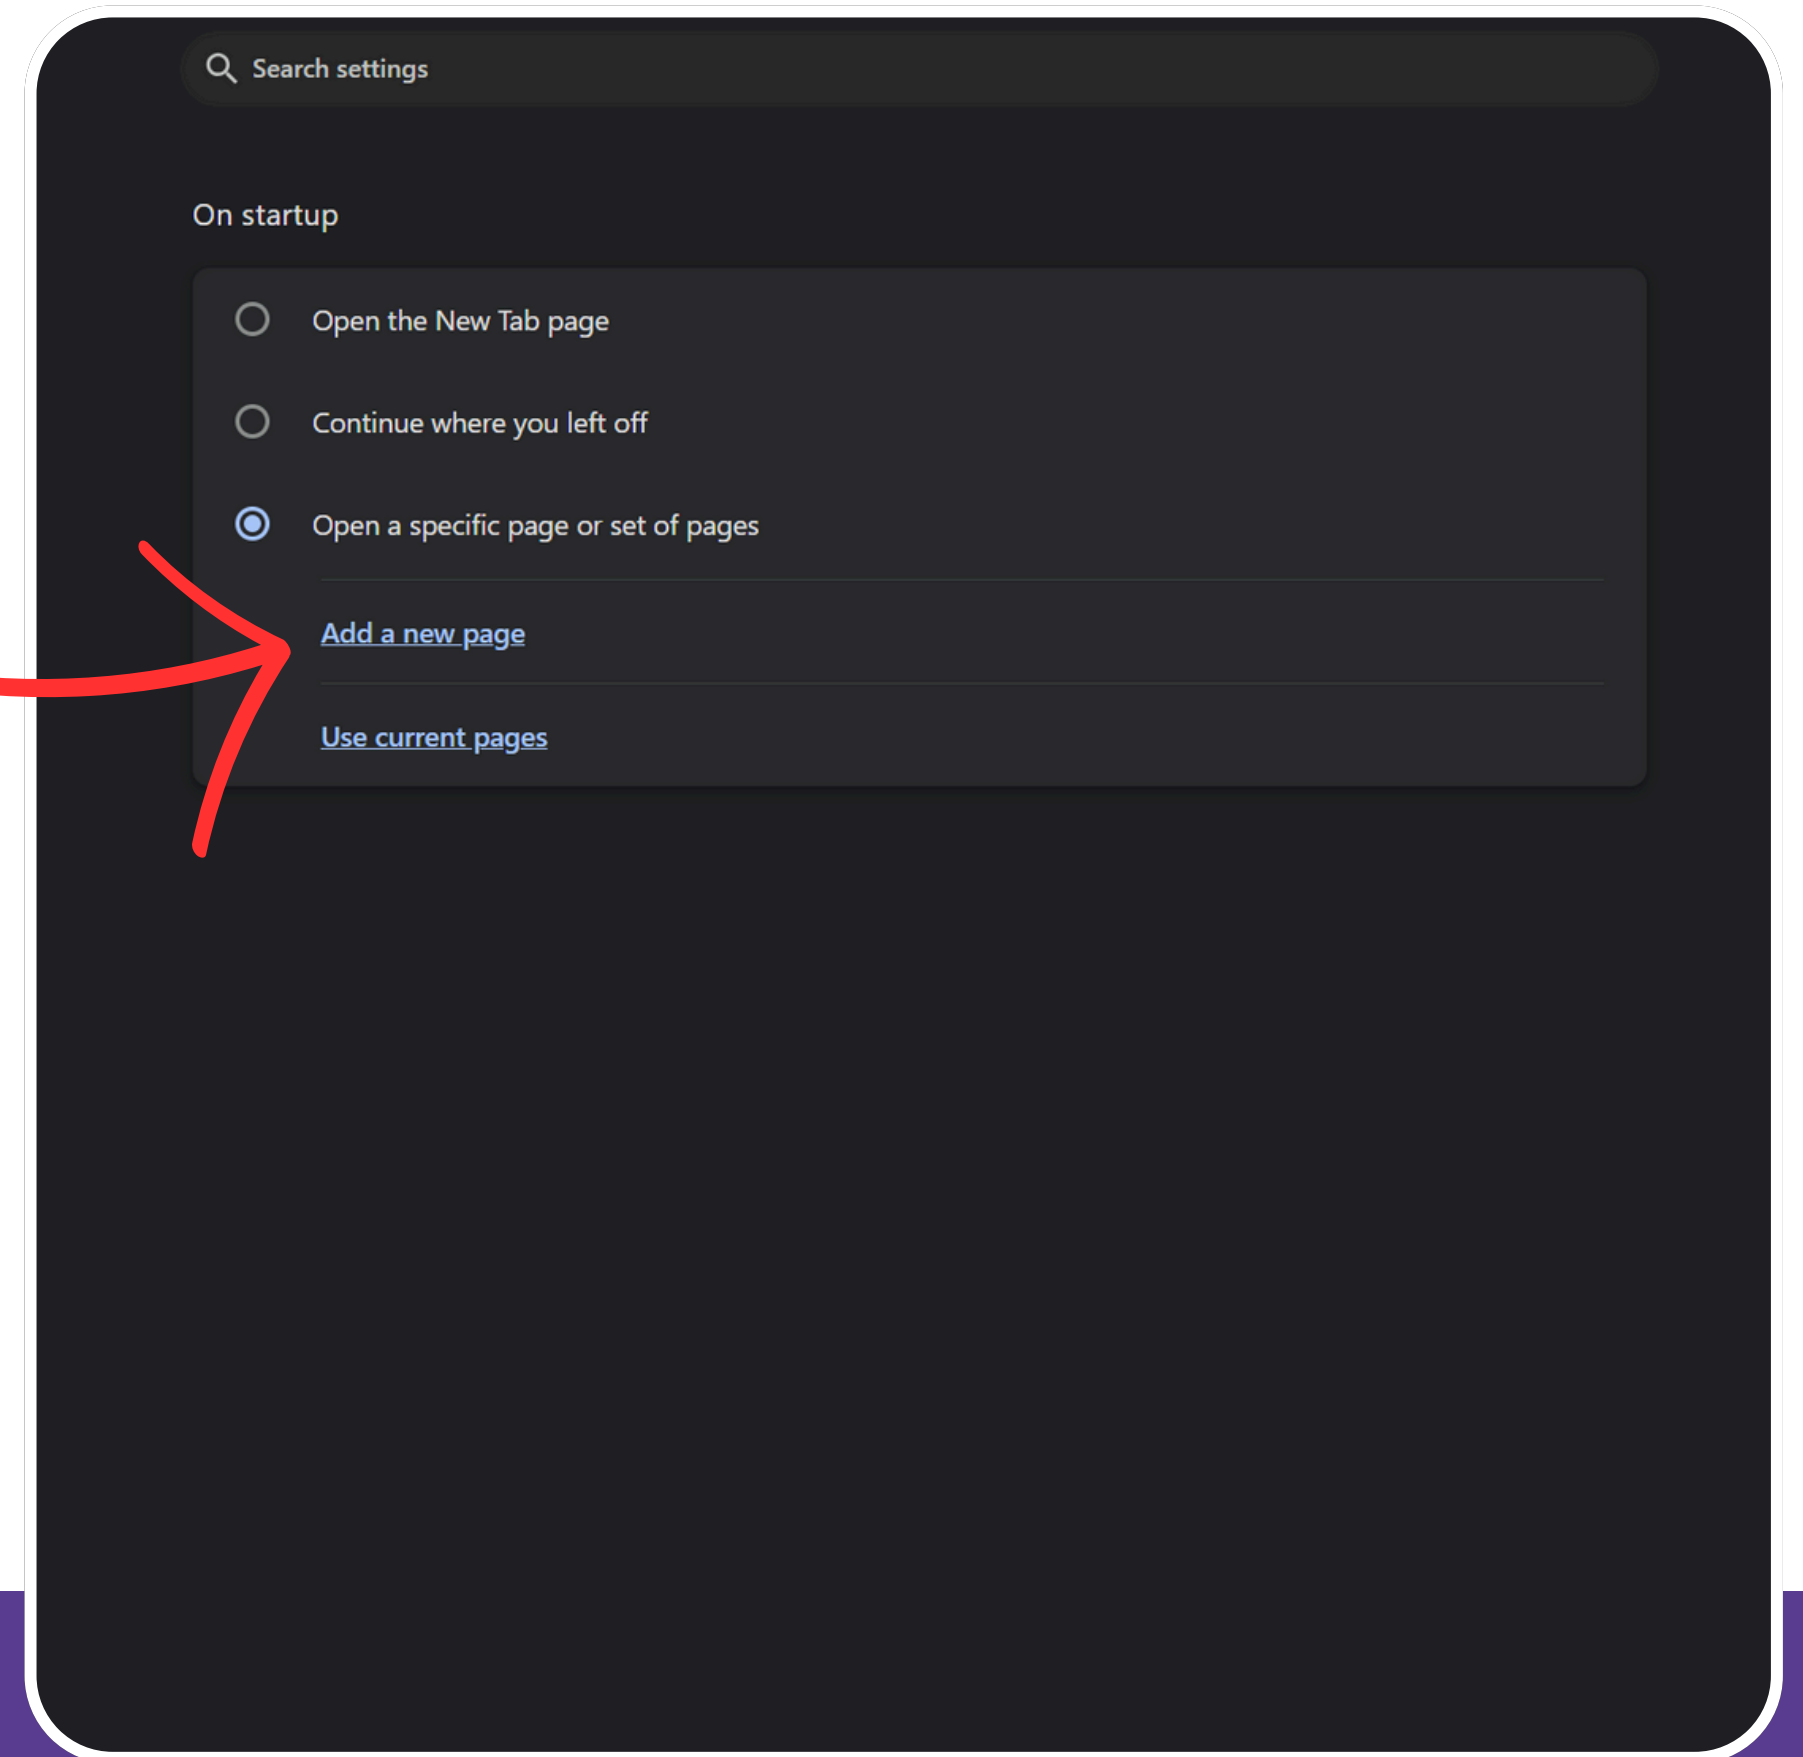 Search settings
On startup
Open the New Tab page
Continue where you left off
Open a specific page or set of pages
Add a new page
Use current pages